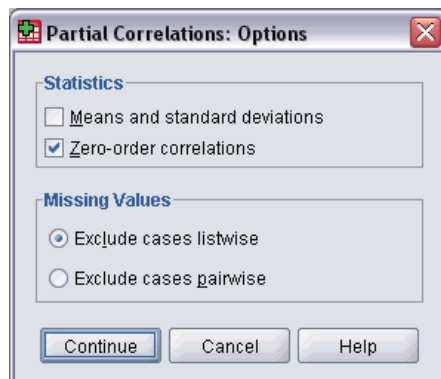 Partial Correlations: Options
Statistics
Means and standard deviations
Zero-order correlations
Missing Values
Exclude cases listwise
Exclude cases pairwise
Continue Cancel Help